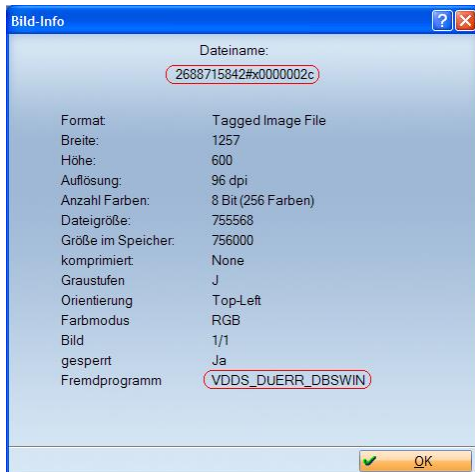 Bild-Info
Dateiname:
2688715842#x0000002c
Format: Tagged Image File
Breite: 1257
Höhe: 600
Auflösung: 96 dpi
Anzahl Farben: 8 Bit (256 Farben)
Dateigröße: 755568
Größe im Speicher: 756000
komprimiert: None
Graustufen J
Orientierung Top-Left
Farbmodus RGB
Bild 1/1
gesperrt Ja
Fremdprogramm VDDS_DUERR_DBSWIN
OK